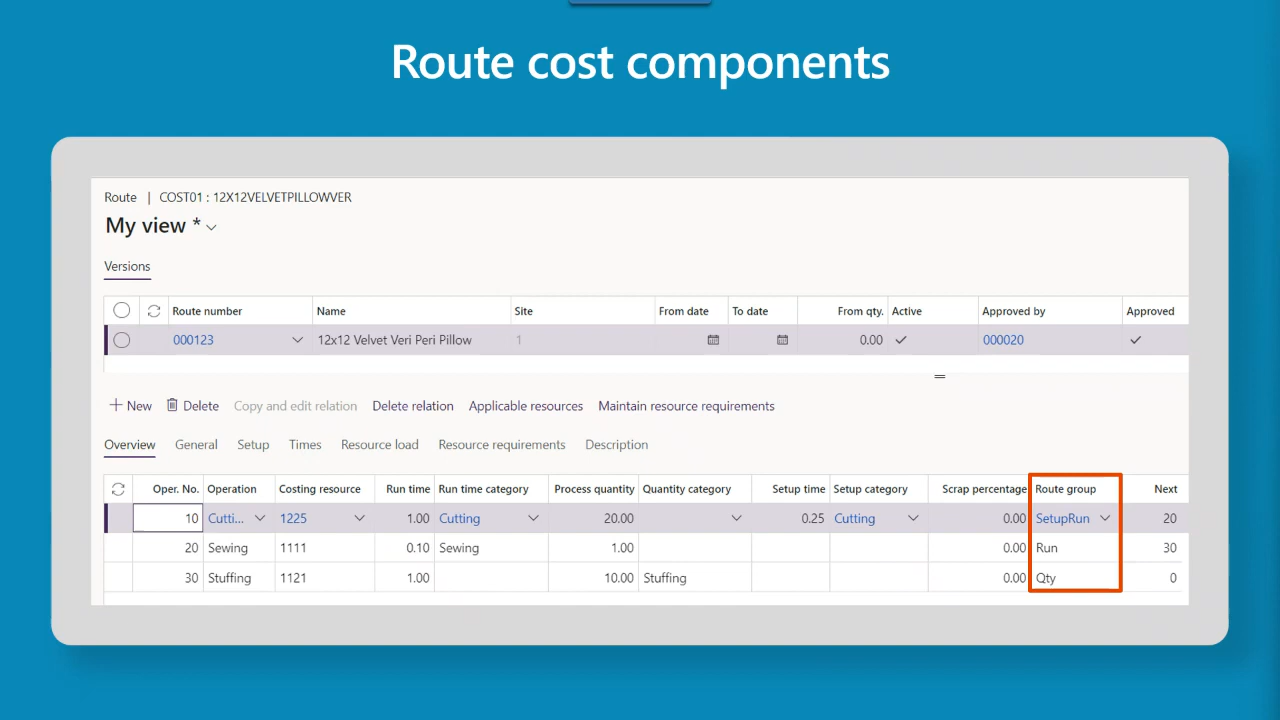 Route cost components
Route | COST01 : 12X12VELVETPILLOWVER
My view *
Versions
Route number Name Site From date To date From qty. Active Approved by Approved
000123 12x12 Velvet Veri Peri Pillow 1 0.00 000020
New Delete Copy and edit relation Delete relation Applicable resources Maintain resource requirements
Overview General Setup Times Resource load Resource requirements Description
Oper. No. Operation Costing resource Run time Run time category Process quantity Quantity category Setup time Setup category Scrap percentage Route group Next
10 Cutti... 1225 1.00 Cutting 20.00 0.25 Cutting 0.00 SetupRun 20
20 Sewing 1111 0.10 Sewing 1.00 0.00 Run 30
30 Stuffing 1121 1.00 10.00 Stuffing 0.00 Qty 0